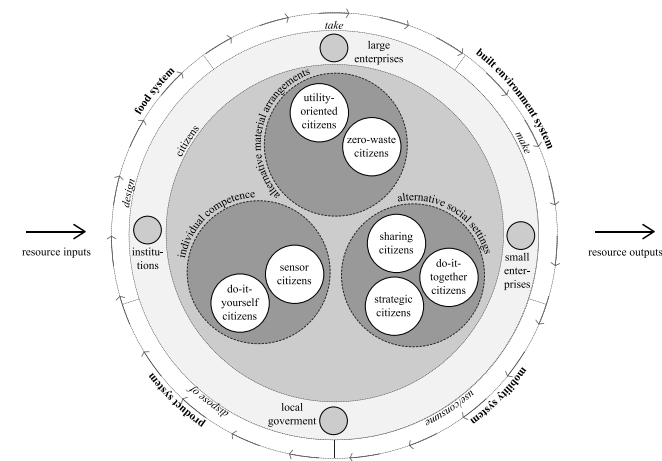 take
large
enterprises
food system
built environment system
citizens
alternative material arrangements
utility-
oriented
citizens
zero-waste
citizens
make
design
individual competence
alternative social settings
resource inputs
institu-
tions
sensor
citizens
do-it-
yourself
citizens
sharing
citizens
do-it-
together
citizens
strategic
citizens
small
enter-
prises
resource outputs
product system
dispose of
local
goverment
use/consume
mobility system